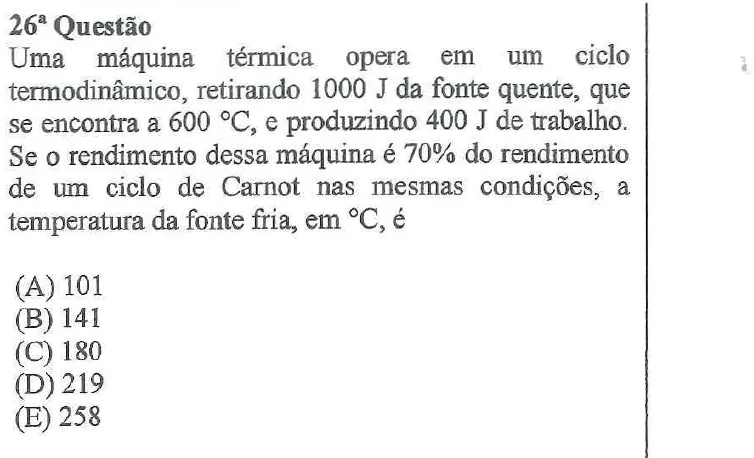 26ª Questão
Uma máquina térmica opera em um ciclo
termodinâmico, retirando 1000 J da fonte quente, que
se encontra a 600 °C, e produzindo 400 J de trabalho.
Se o rendimento dessa máquina é 70% do rendimento
de um ciclo de Carnot nas mesmas condições, a
temperatura da fonte fria, em °C, é
(A) 101
(B) 141
(C) 180
(D) 219
(E) 258